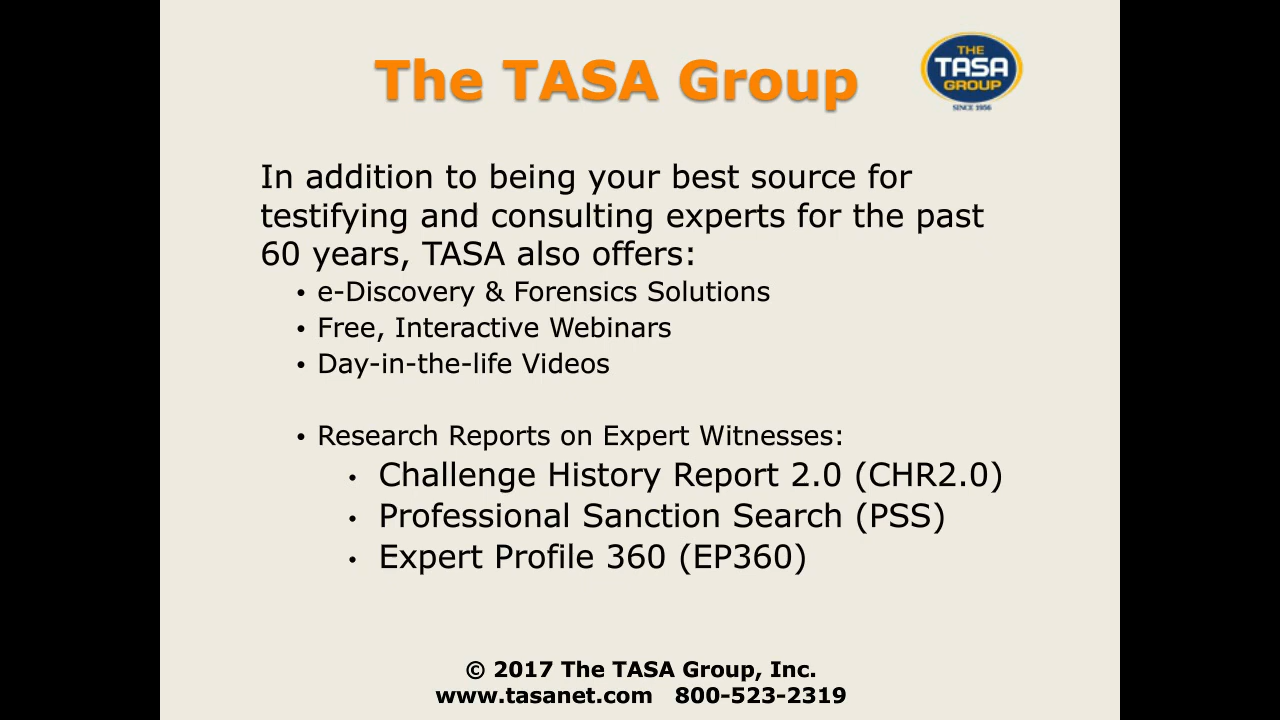 The TASA Group
THE
TASA
GROUP
SINCE 1956
In addition to being your best source for
testifying and consulting experts for the past
60 years, TASA also offers:
• e-Discovery & Forensics Solutions
• Free, Interactive Webinars
• Day-in-the-life Videos
• Research Reports on Expert Witnesses:
• Challenge History Report 2.0 (CHR2.0)
• Professional Sanction Search (PSS)
• Expert Profile 360 (EP360)
© 2017 The TASA Group, Inc.
www.tasanet.com 800-523-2319